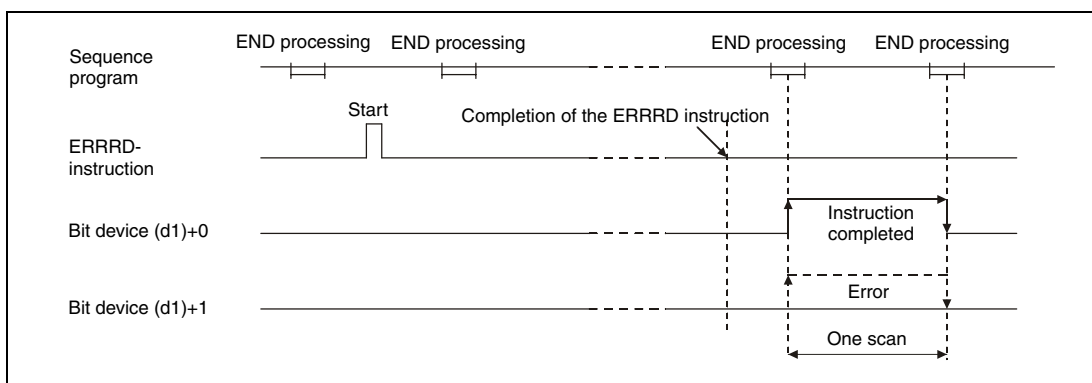 END processing END processing END processing END processing
Sequence
program
Start
Completion of the ERRRD instruction
ERRRD-
instruction
Instruction
completed
Bit device (d1)+0
Error
Bit device (d1)+1
One scan